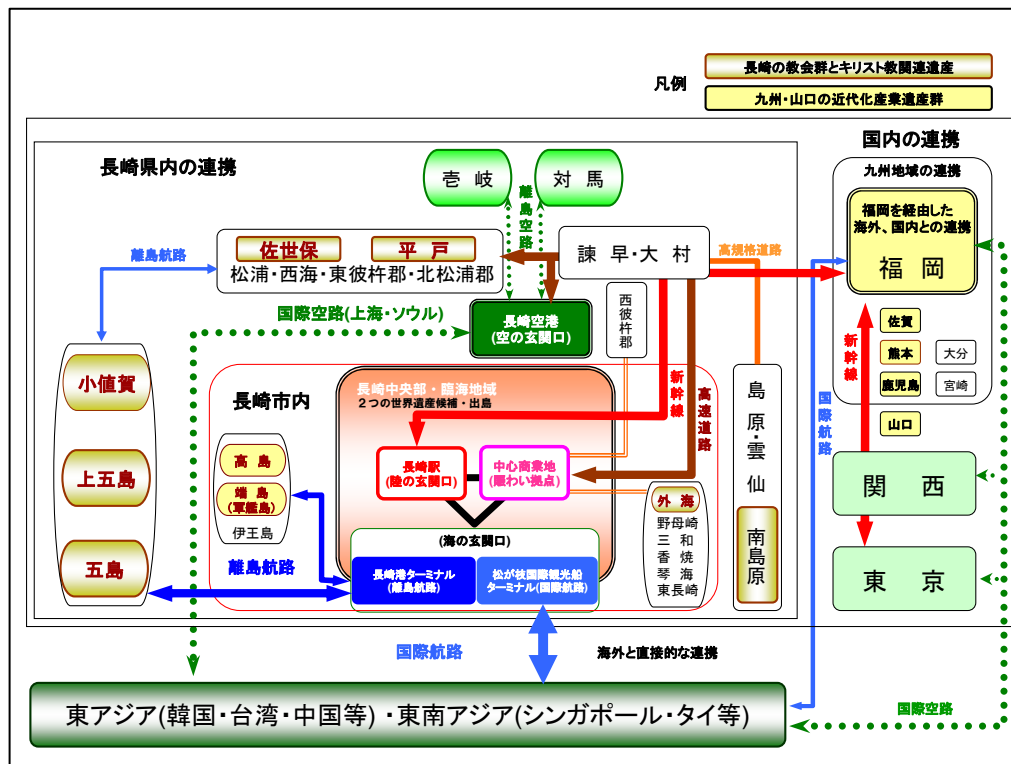 凡例
長崎の教会群とキリスト教関連遺産
九州・山口の近代化産業遺産群
長崎県内の連携
国内の連携
九州地域の連携
壱 岐
対 馬
離島空路
福岡を経由した
海外、国内との連携
福 岡
佐世保
平 戸
松浦・西海・東彼杵郡・北松浦郡
諫 早・大 村
高規格道路
離島航路
国際空路(上海・ソウル)
長崎空港
(空の玄関口)
西彼杵郡
佐賀
熊本
大分
鹿児島
宮崎
山口
新幹線
国際航路
小値賀
上五島
五島
長崎市内
長崎中央部・臨海地域
2つの世界遺産候補・出島
新幹線
高速道路
島原・雲仙
南島原
高 島
端 島
(軍艦島)
伊王島
長崎駅
(陸の玄関口)
中心商業地
(賑わい拠点)
外 海
野母崎
三 和
香 焼
琴 海
東長崎
関 西
東 京
(海の玄関口)
離島航路
長崎港ターミナル
(離島航路)
松が枝国際観光船
ターミナル(国際航路)
国際航路
海外と直接的な連携
東アジア(韓国・台湾・中国等)・東南アジア(シンガポール・タイ等)
国際空路